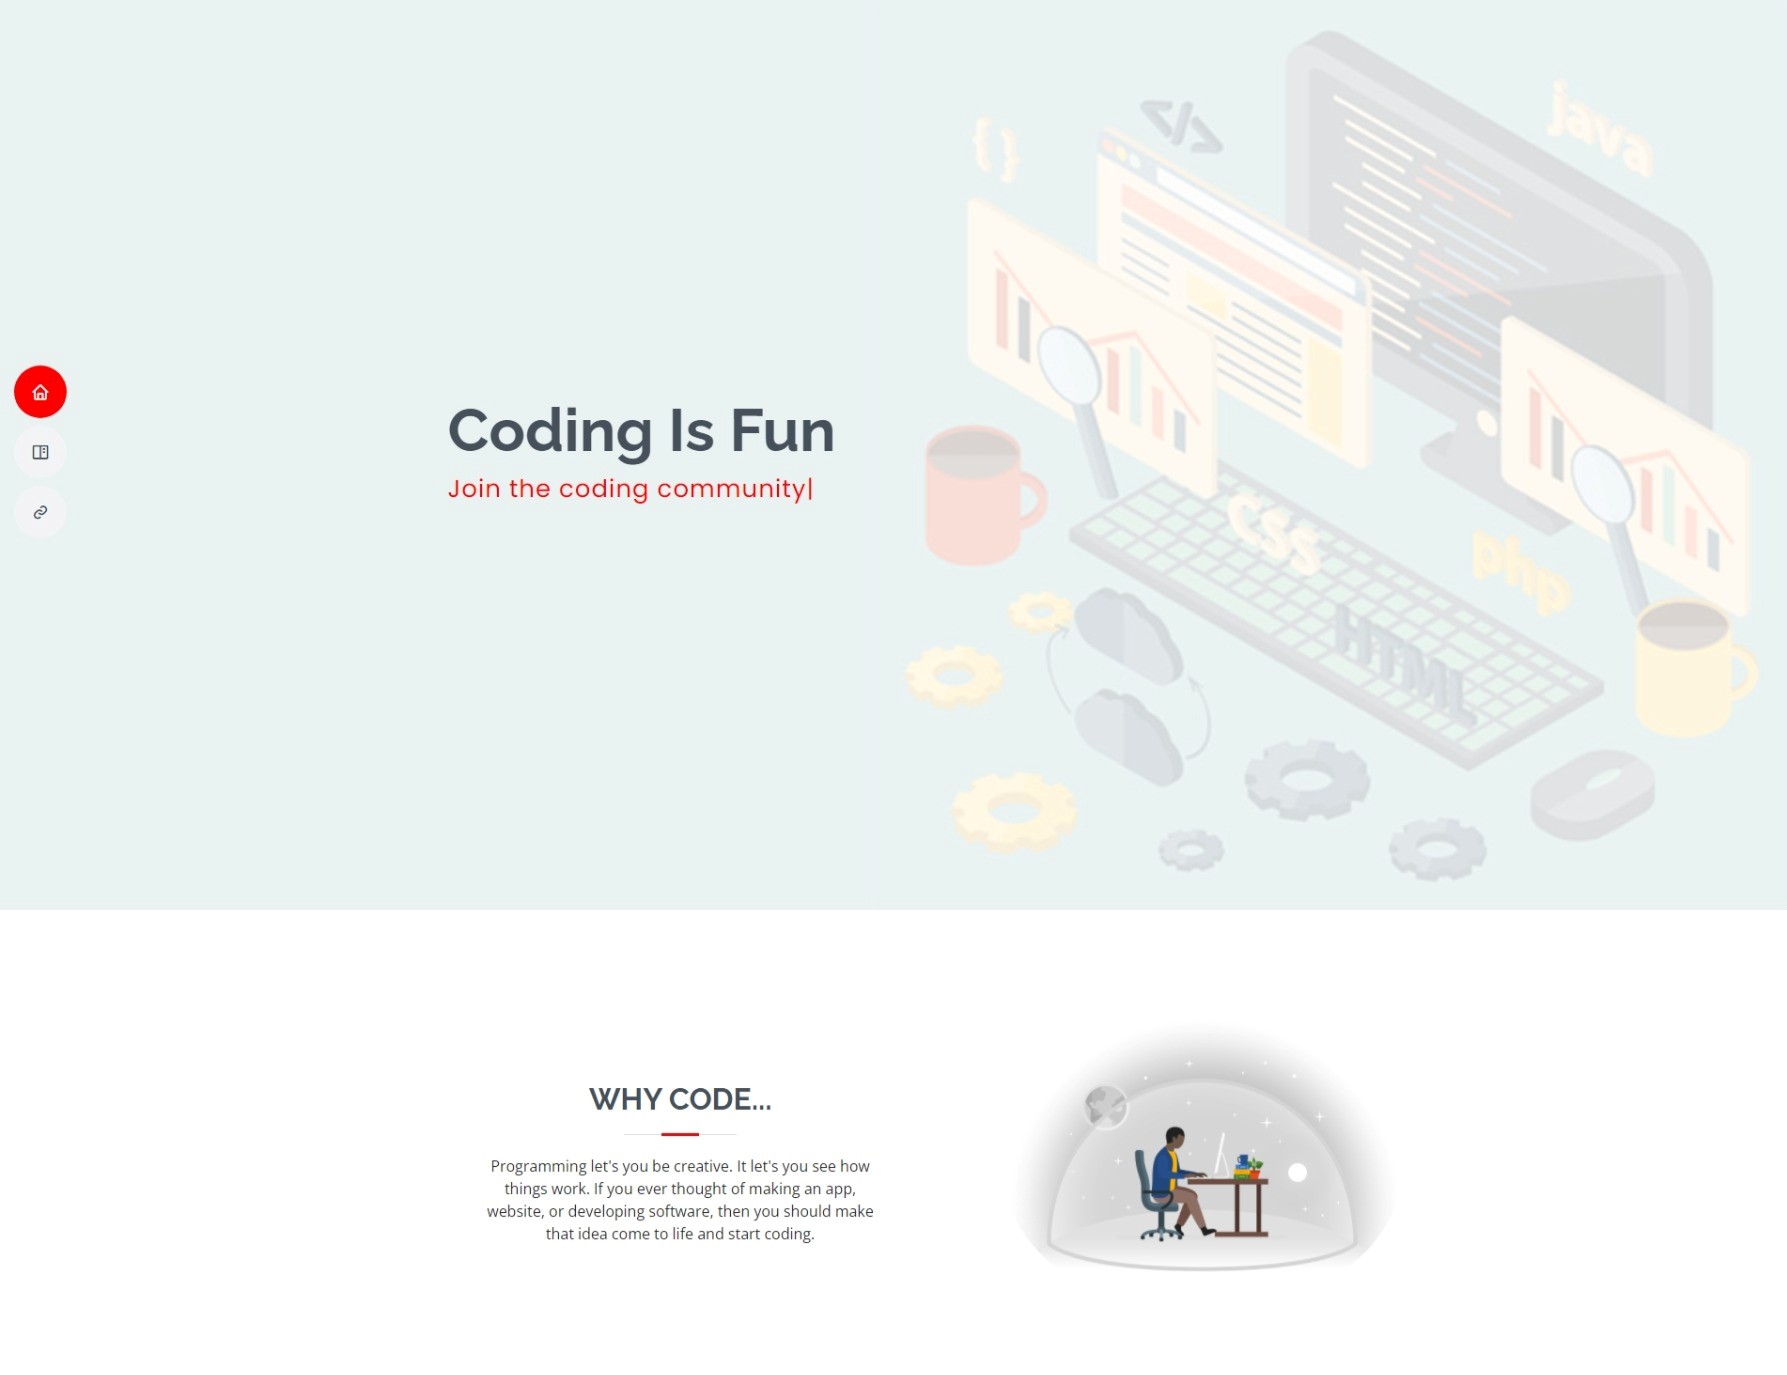 { }
</>
java
Coding Is Fun
Join the coding community|
CSS
php
HTML
WHY CODE...
Programming let's you be creative. It let's you see how
things work. If you ever thought of making an app,
website, or developing software, then you should make
that idea come to life and start coding.